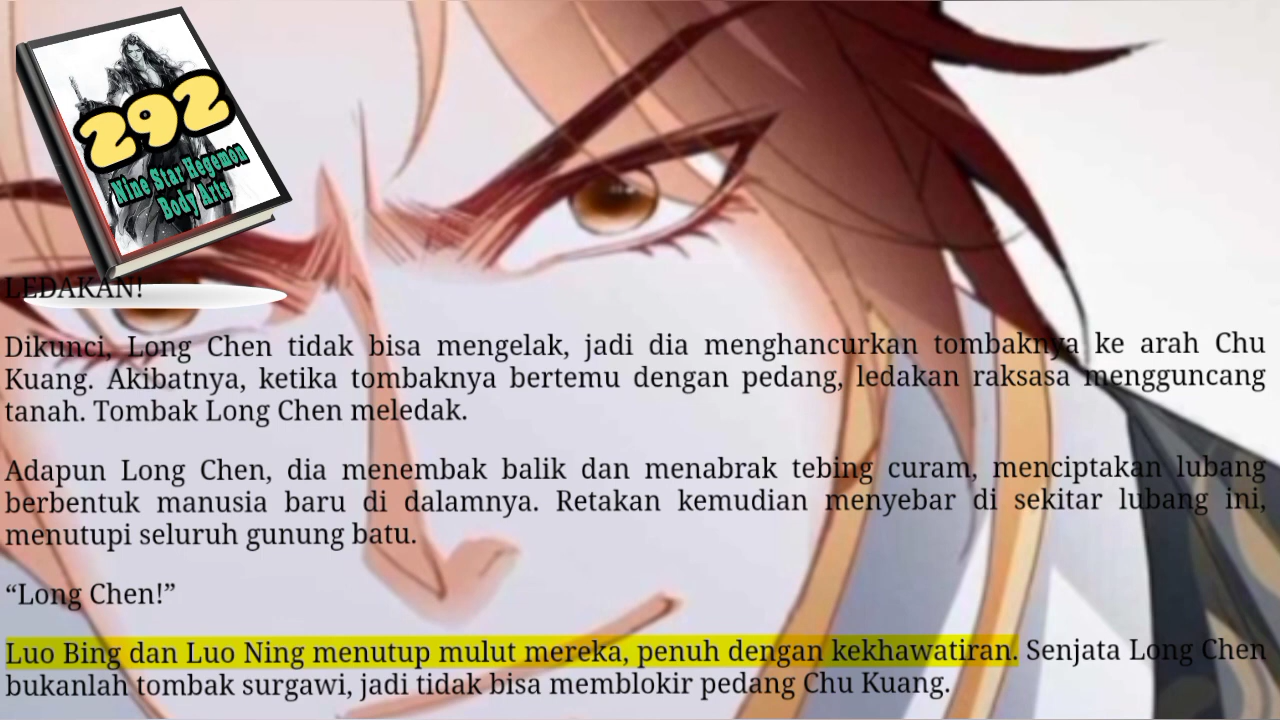 292
Nine Star Hegemon
Body Arts
LEDAKAN!
Dikunci, Long Chen tidak bisa mengelak, jadi dia menghancurkan tombaknya ke arah Chu
Kuang. Akibatnya, ketika tombaknya bertemu dengan pedang, ledakan raksasa mengguncang
tanah. Tombak Long Chen meledak.
Adapun Long Chen, dia menembak balik dan menabrak tebing curam, menciptakan lubang
berbentuk manusia baru di dalamnya. Retakan kemudian menyebar di sekitar lubang ini,
menutupi seluruh gunung batu.
“Long Chen!”
Luo Bing dan Luo Ning menutup mulut mereka, penuh dengan kekhawatiran. Senjata Long Chen
bukanlah tombak surgawi, jadi tidak bisa memblokir pedang Chu Kuang.